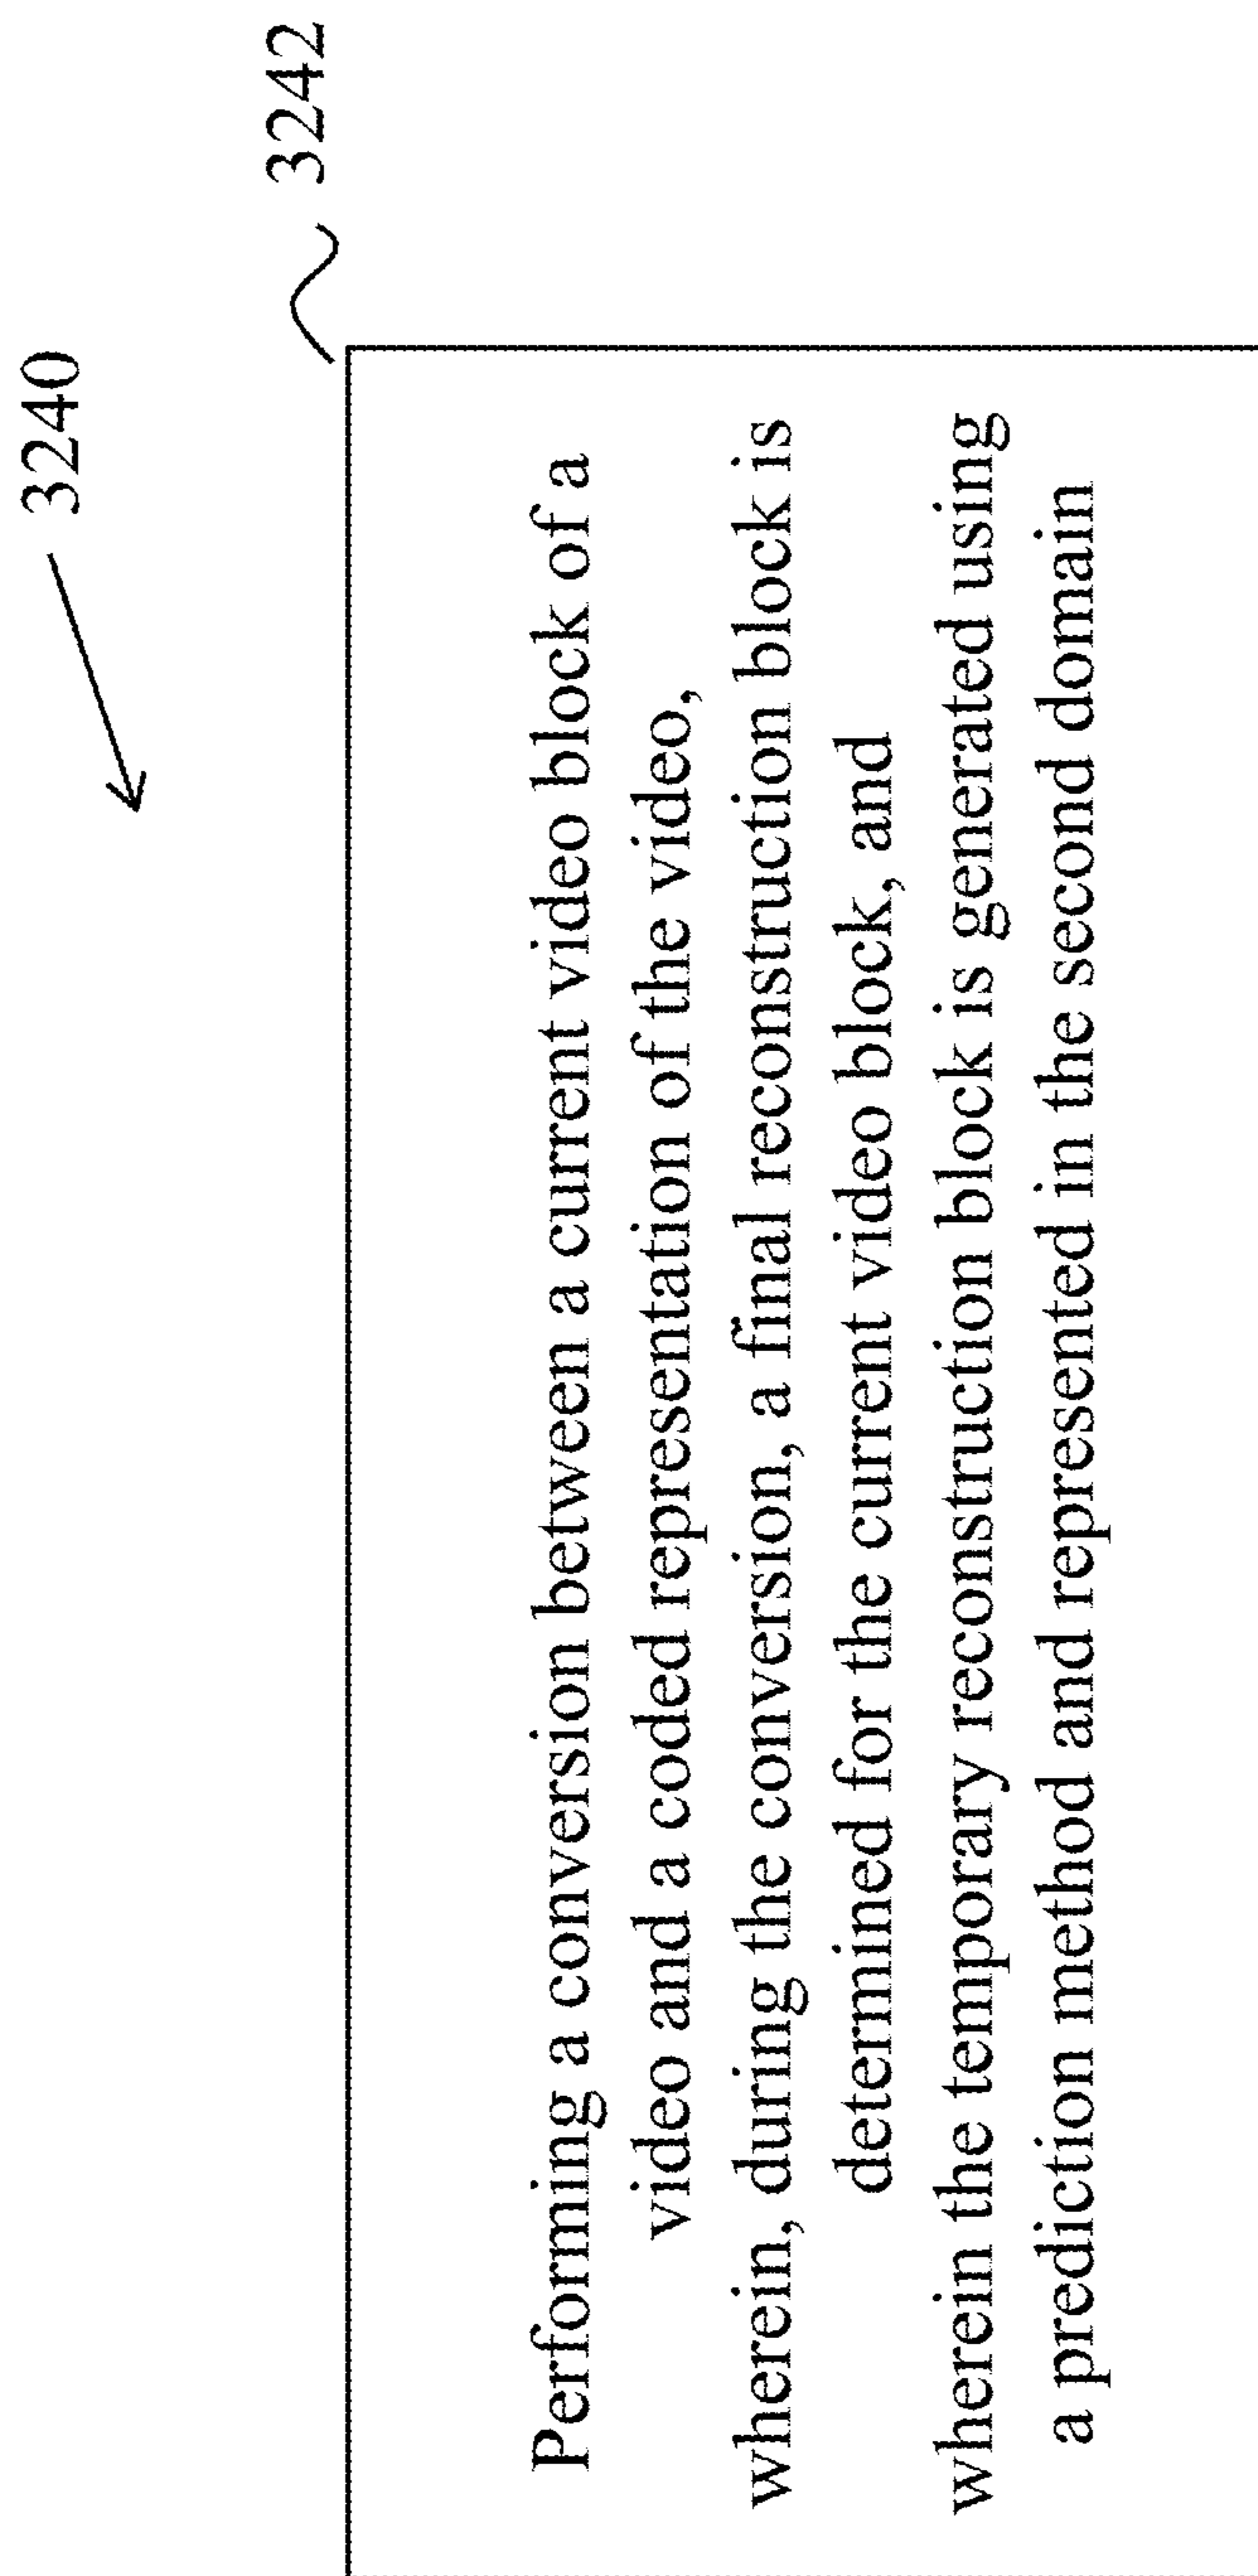 3240
3242
Performing a conversion between a current video block of a
video and a coded representation of the video,
wherein, during the conversion, a final reconstruction block is
determined for the current video block, and
wherein the temporary reconstruction block is generated using
a prediction method and represented in the second domain